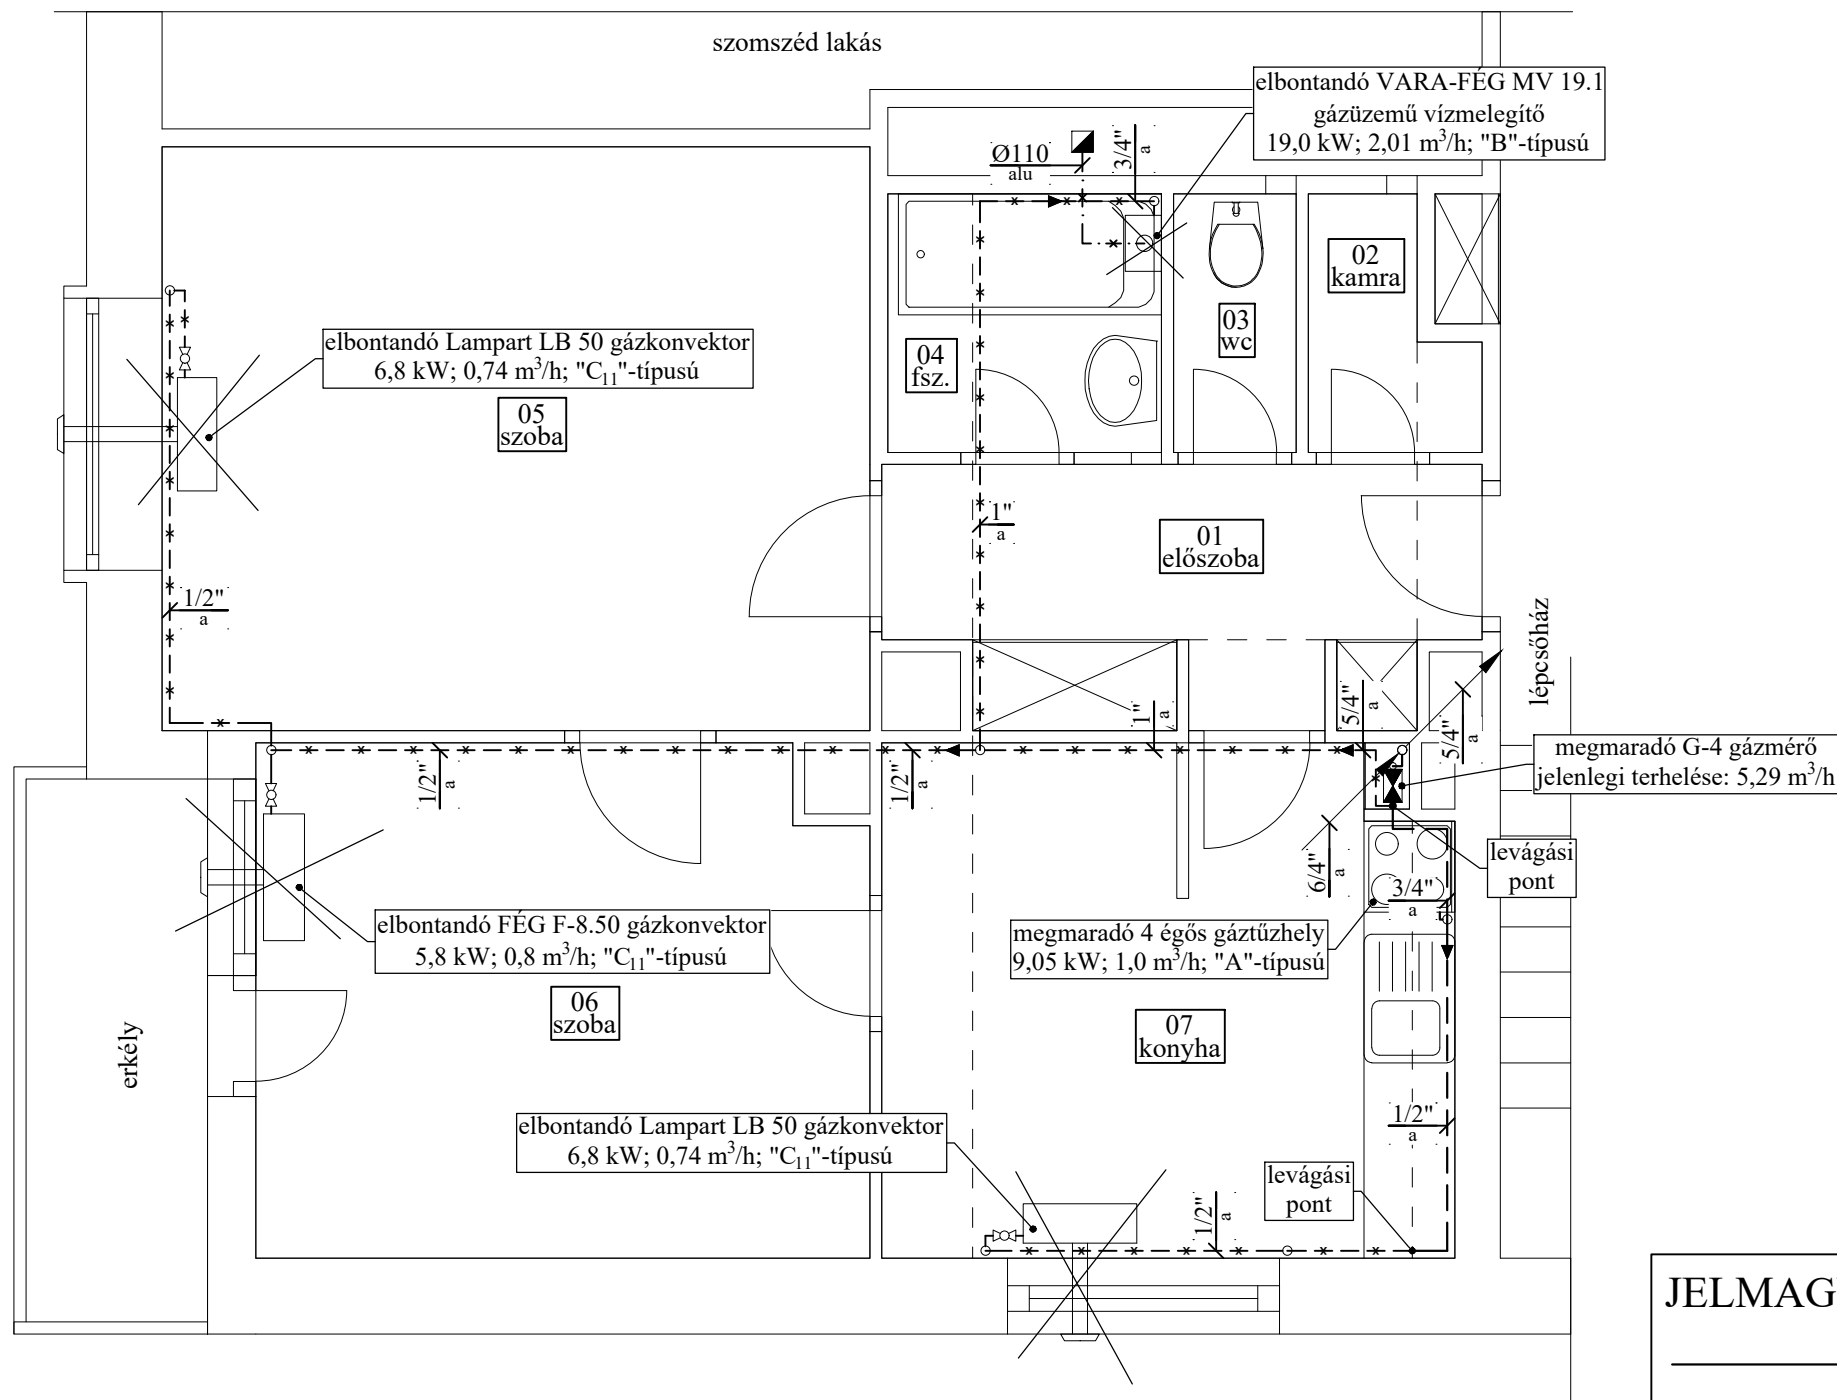 szomszéd lakás
elbontandó VARA-FÉG MV 19.1
gázüzemű vízmelegítő
19,0 kW; 2,01 m³/h; "B"-típusú
Ø110
alu
3/4"
a
02
kamra
03
wc
04
fsz.
elbontandó Lampart LB 50 gázkonvektor
6,8 kW; 0,74 m³/h; "C₁₁"-típusú
05
szoba
1"
a
01
előszoba
1/2"
a
lépcsőház
1"
a
5/4"
a
5/4"
a
megmaradó G-4 gázmérő
jelenlegi terhelése: 5,29 m³/h
1/2"
a
1/2"
a
6/4"
a
levágási
pont
3/4"
a
elbontandó FÉG F-8.50 gázkonvektor
5,8 kW; 0,8 m³/h; "C₁₁"-típusú
megmaradó 4 égős gáztűzhely
9,05 kW; 1,0 m³/h; "A"-típusú
06
szoba
07
konyha
erkély
elbontandó Lampart LB 50 gázkonvektor
6,8 kW; 0,74 m³/h; "C₁₁"-típusú
1/2"
a
levágási
pont
1/2"
a
JELMAG